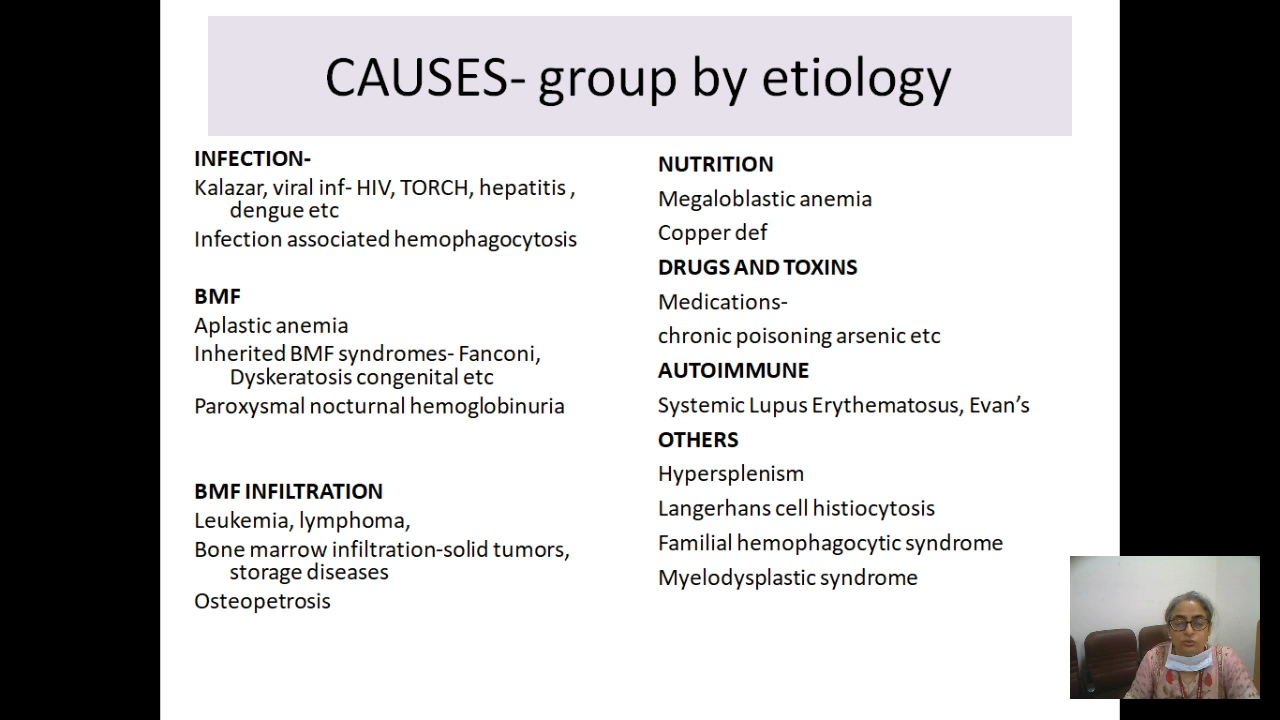 CAUSES- group by etiology
INFECTION-
Kalazar, viral inf- HIV, TORCH, hepatitis ,
dengue etc
Infection associated hemophagocytosis
BMF
Aplastic anemia
Inherited BMF syndromes- Fanconi,
Dyskeratosis congenital etc
Paroxysmal nocturnal hemoglobinuria
BMF INFILTRATION
Leukemia, lymphoma,
Bone marrow infiltration-solid tumors,
storage diseases
Osteopetrosis
NUTRITION
Megaloblastic anemia
Copper def
DRUGS AND TOXINS
Medications-
chronic poisoning arsenic etc
AUTOIMMUNE
Systemic Lupus Erythematosus, Evan’s
OTHERS
Hypersplenism
Langerhans cell histiocytosis
Familial hemophagocytic syndrome
Myelodysplastic syndrome